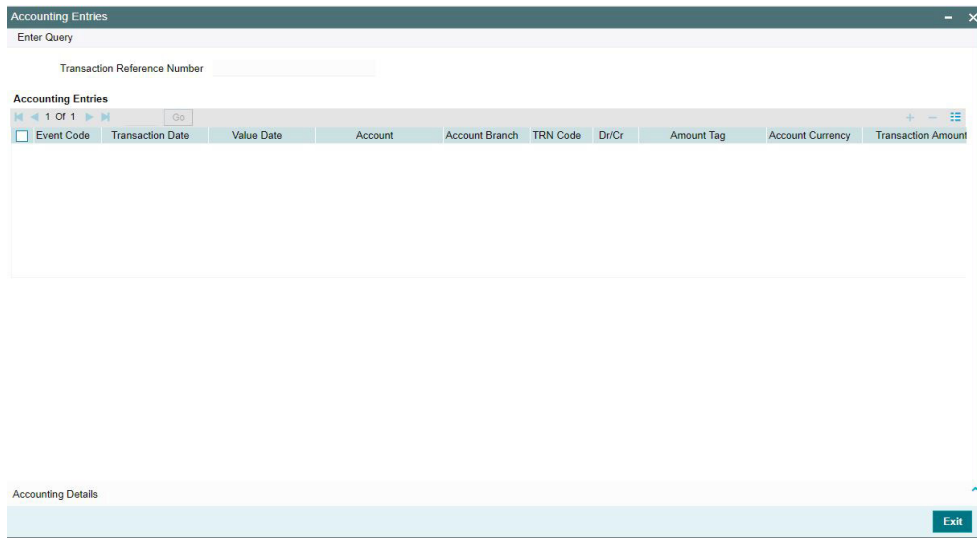 Accounting Entries
Enter Query
Transaction Reference Number
Accounting Entries
1 Of 1 Go
Event Code Transaction Date Value Date Account Account Branch TRN Code Dr/Cr Amount Tag Account Currency Transaction Amount
Accounting Details
Exit